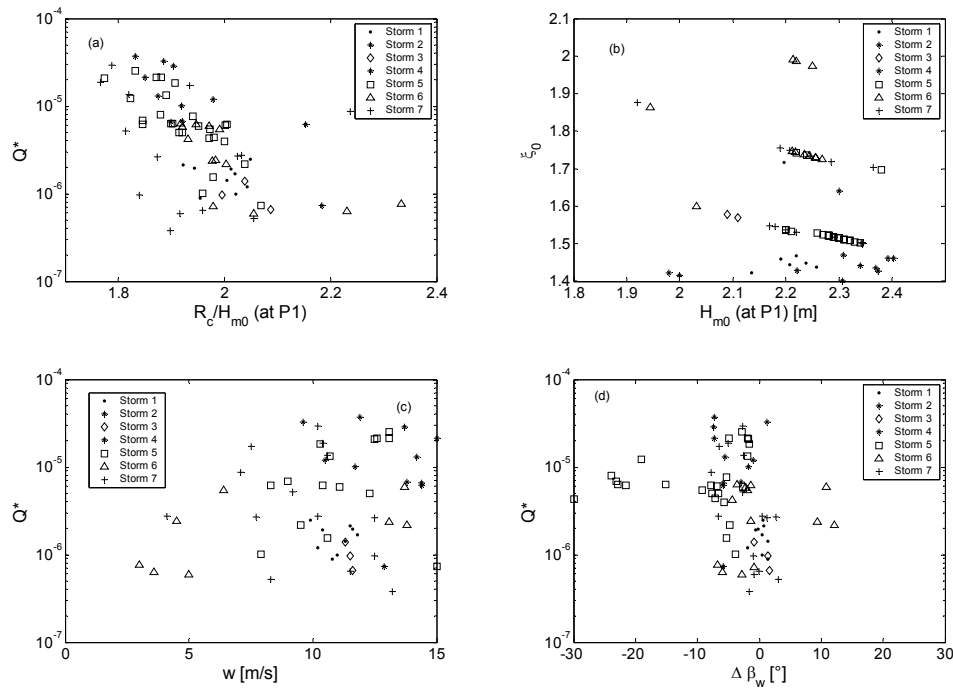 10^-4
10^-5
10^-6
10^-7
Q*
(a)
Storm 1
Storm 2
Storm 3
Storm 4
Storm 5
Storm 6
Storm 7
1.8 2 2.2 2.4
R_c/H_m0 (at P1)
2.1
2
1.9
1.8
1.7
1.6
1.5
1.4
ξ_0
(b)
Storm 1
Storm 2
Storm 3
Storm 4
Storm 5
Storm 6
Storm 7
1.8 1.9 2 2.1 2.2 2.3 2.4
H_m0 (at P1) [m]
10^-4
10^-5
10^-6
10^-7
Q*
Storm 1
Storm 2
Storm 3
Storm 4
Storm 5
Storm 6
Storm 7
(c)
0 5 10 15
w [m/s]
10^-4
10^-5
10^-6
10^-7
Q*
(d)
Storm 1
Storm 2
Storm 3
Storm 4
Storm 5
Storm 6
Storm 7
-30 -20 -10 0 10 20 30
Δ β_w [°]